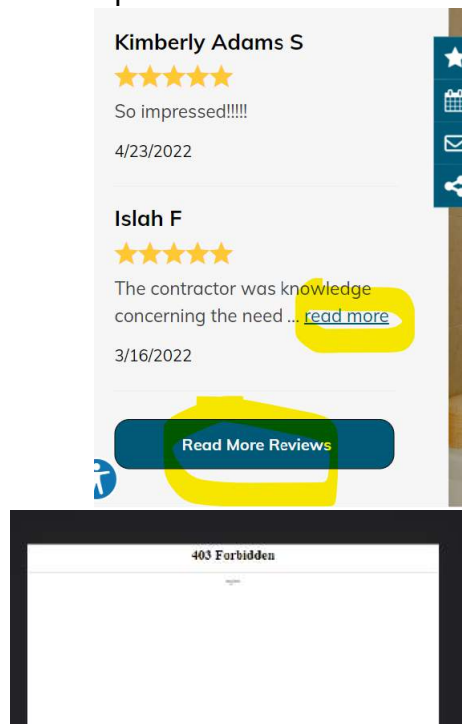 Kimberly Adams S
So impressed!!!!!
4/23/2022
Islah F
The contractor was knowledge
concerning the need ... read more
3/16/2022
Read More Reviews
403 Forbidden